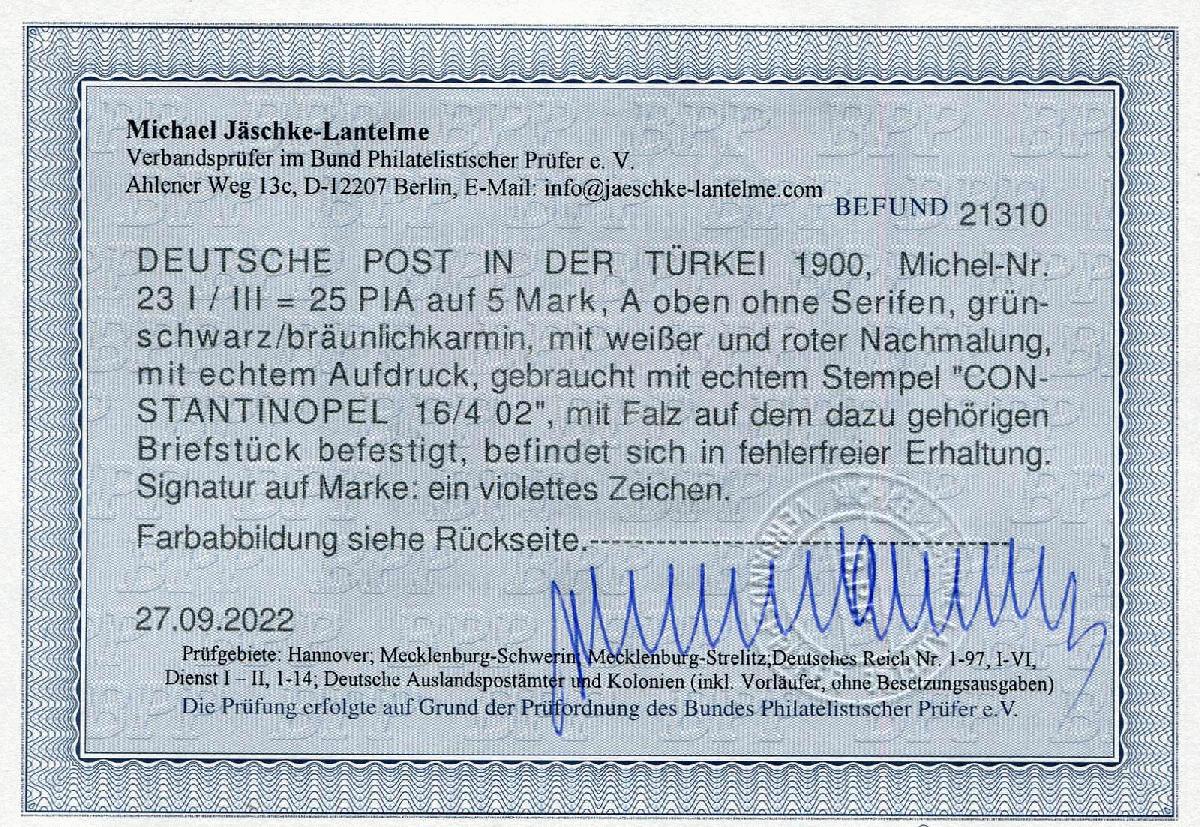 Michael Jäschke-Lantelme
Verbandsprüfer im Bund Philatelistischer Prüfer e. V.
Ahlener Weg 13c, D-12207 Berlin, E-Mail: info@jaeschke-lantelme.com
BEFUND 21310
DEUTSCHE POST IN DER TÜRKEI 1900, Michel-Nr.
23 I / III = 25 PIA auf 5 Mark, A oben ohne Serifen, grün-
schwarz/bräunlichkarmin, mit weißer und roter Nachmalung,
mit echtem Aufdruck, gebraucht mit echtem Stempel "CON-
STANTINOPEL 16/4 02", mit Falz auf dem dazu gehörigen
Briefstück befestigt, befindet sich in fehlerfreier Erhaltung.
Signatur auf Marke: ein violettes Zeichen.
Farbabbildung siehe Rückseite.------------------------------------------
27.09.2022
Prüfgebiete: Hannover; Mecklenburg-Schwerin; Mecklenburg-Strelitz;Deutsches Reich Nr. 1-97, I-VI,
Dienst I – II, 1-14; Deutsche Auslandspostämter und Kolonien (inkl. Vorläufer, ohne Besetzungsausgaben)
Die Prüfung erfolgte auf Grund der Prüfordnung des Bundes Philatelistischer Prüfer e.V.